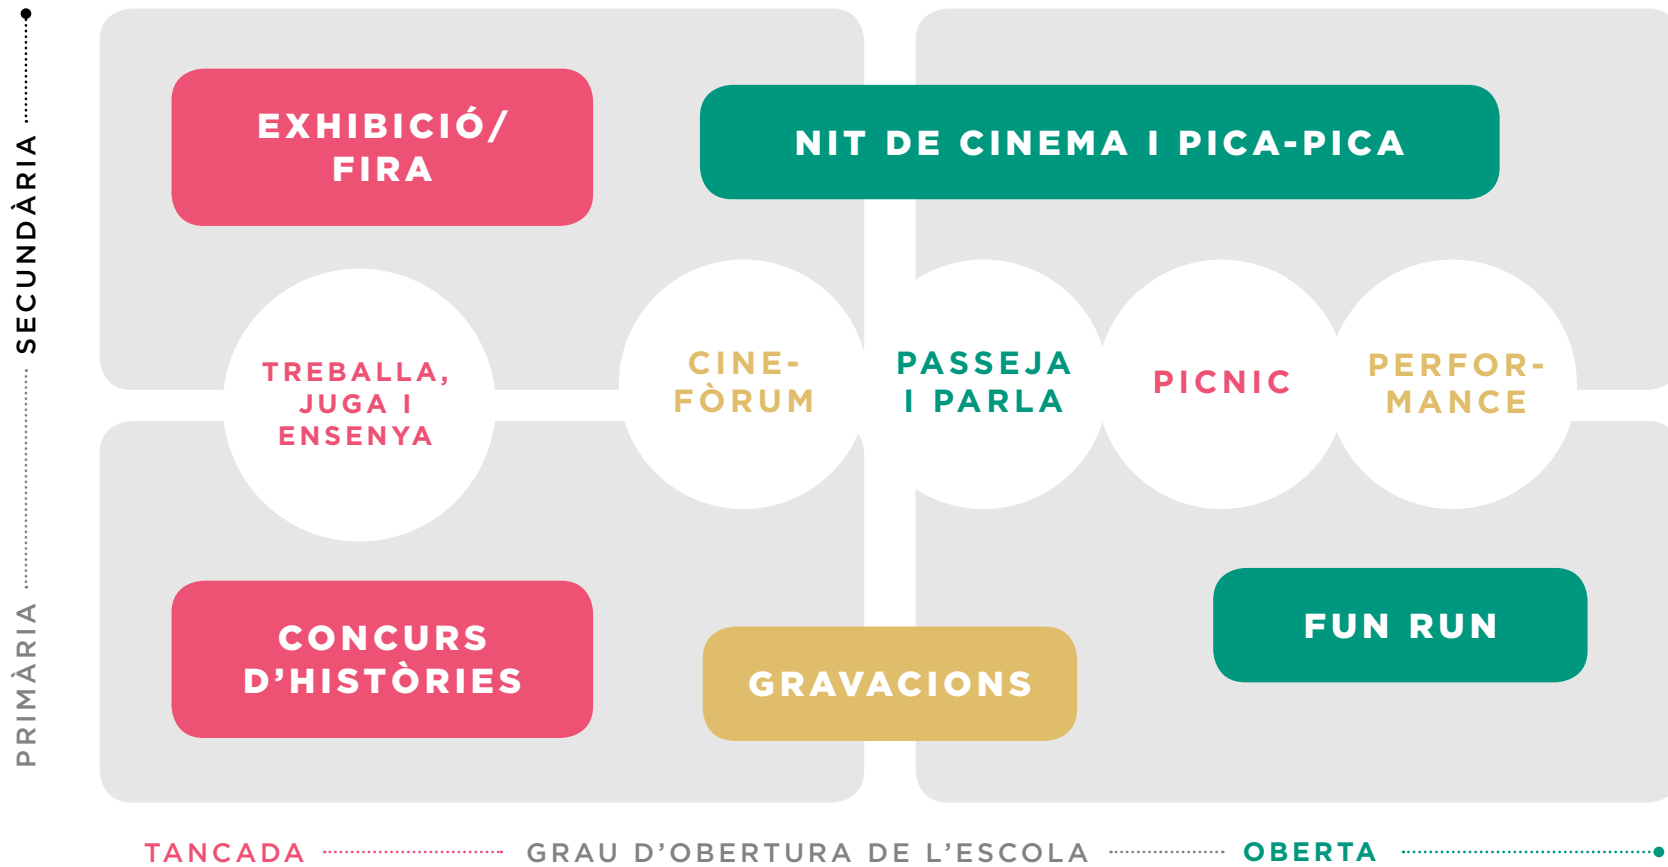 SECUNDÀRIA
PRIMÀRIA
EXHIBICIÓ/
FIRA
NIT DE CINEMA I PICA-PICA
TREBALLA,
JUGA I
ENSENYA
CINE-
FÒRUM
PASSEJA
I PARLA
PICNIC
PERFOR-
MANCE
CONCURS
D’HISTÒRIES
GRAVACIONS
FUN RUN
TANCADA
GRAU D’OBERTURA DE L’ESCOLA
OBERTA